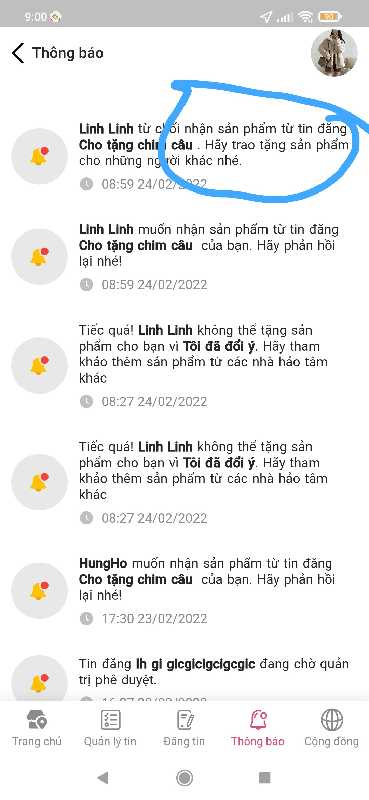 9:00
90
Thông báo
Linh Linh từ chối nhận sản phẩm từ tin đăng
Cho tặng chim câu . Hãy trao tặng sản phẩm
cho những người khác nhé.
08:59 24/02/2022
Linh Linh muốn nhận sản phẩm từ tin đăng
Cho tặng chim câu của bạn. Hãy phản hồi
lại nhé!
08:59 24/02/2022
Tiếc quá! Linh Linh không thể tặng sản
phẩm cho bạn vì Tôi đã đổi ý. Hãy tham
khảo thêm sản phẩm từ các nhà hảo tâm
khác
08:27 24/02/2022
Tiếc quá! Linh Linh không thể tặng sản
phẩm cho bạn vì Tôi đã đổi ý. Hãy tham
khảo thêm sản phẩm từ các nhà hảo tâm
khác
08:27 24/02/2022
HungHo muốn nhận sản phẩm từ tin đăng
Cho tặng chim câu của bạn. Hãy phản hồi
lại nhé!
17:30 23/02/2022
Tin đăng đang chờ quản
trị phê duyệt.
Trang chủ Quản lý tin Đăng tin Thông báo Cộng đồng